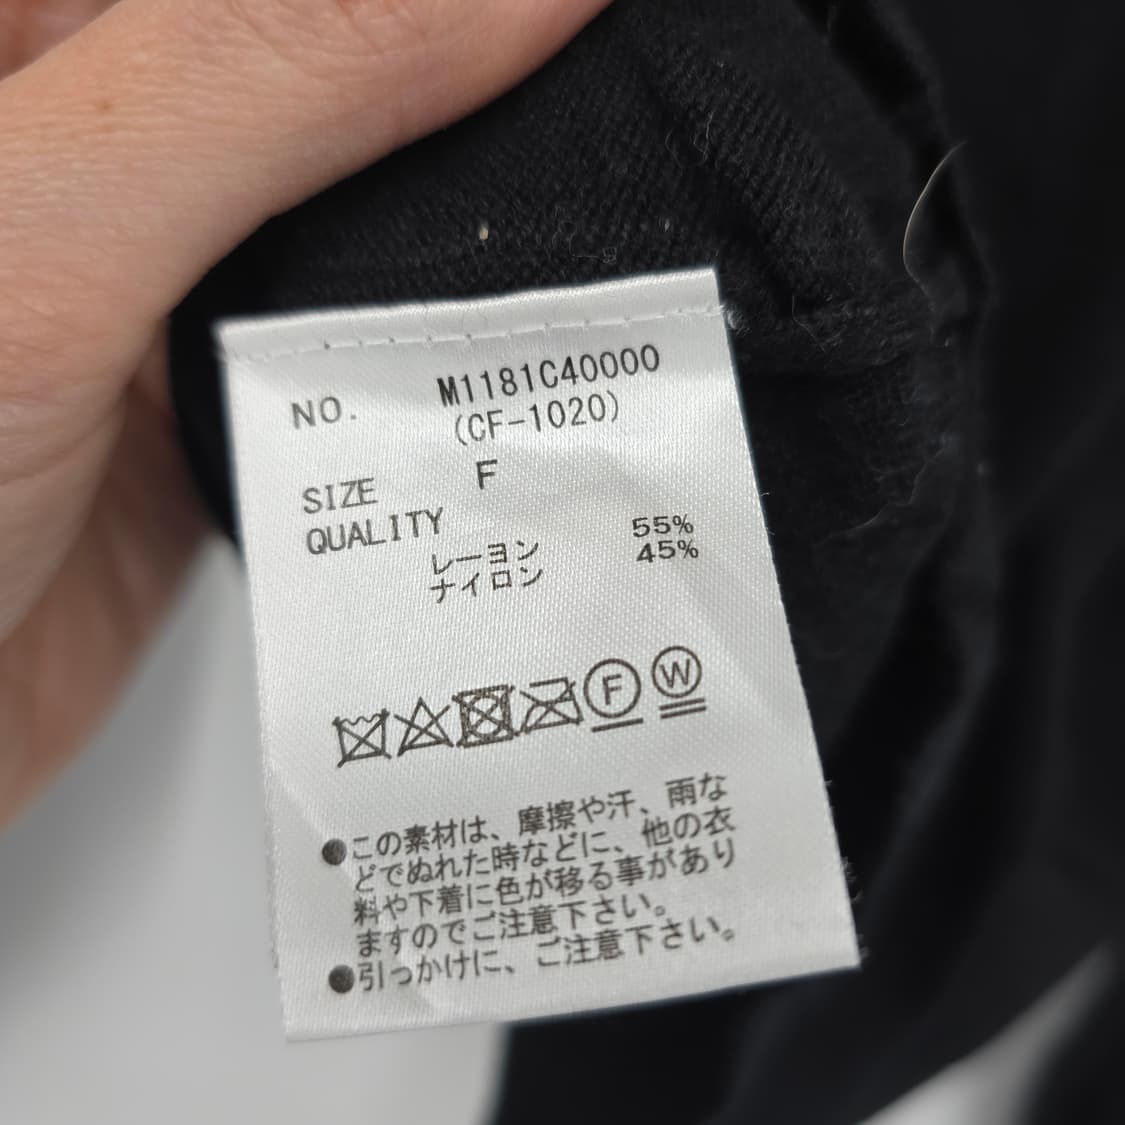 NO. M1181C40000
(CF-1020)
SIZE F
QUALITY
レーヨン 55%
ナイロン 45%
F W
●この素材は、摩擦や汗、雨な
どでぬれた時などに、他の衣
料や下着に色が移る事があり
ますのでご注意下さい。
●引っかけに、ご注意下さい。